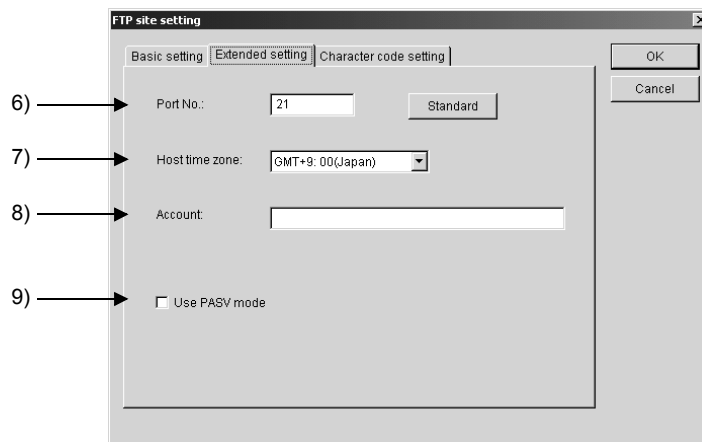 FTP site setting
Basic setting Extended setting Character code setting
OK
Cancel
6) Port No.: 21 Standard
7) Host time zone: GMT+9: 00(Japan)
8) Account:
9) Use PASV mode